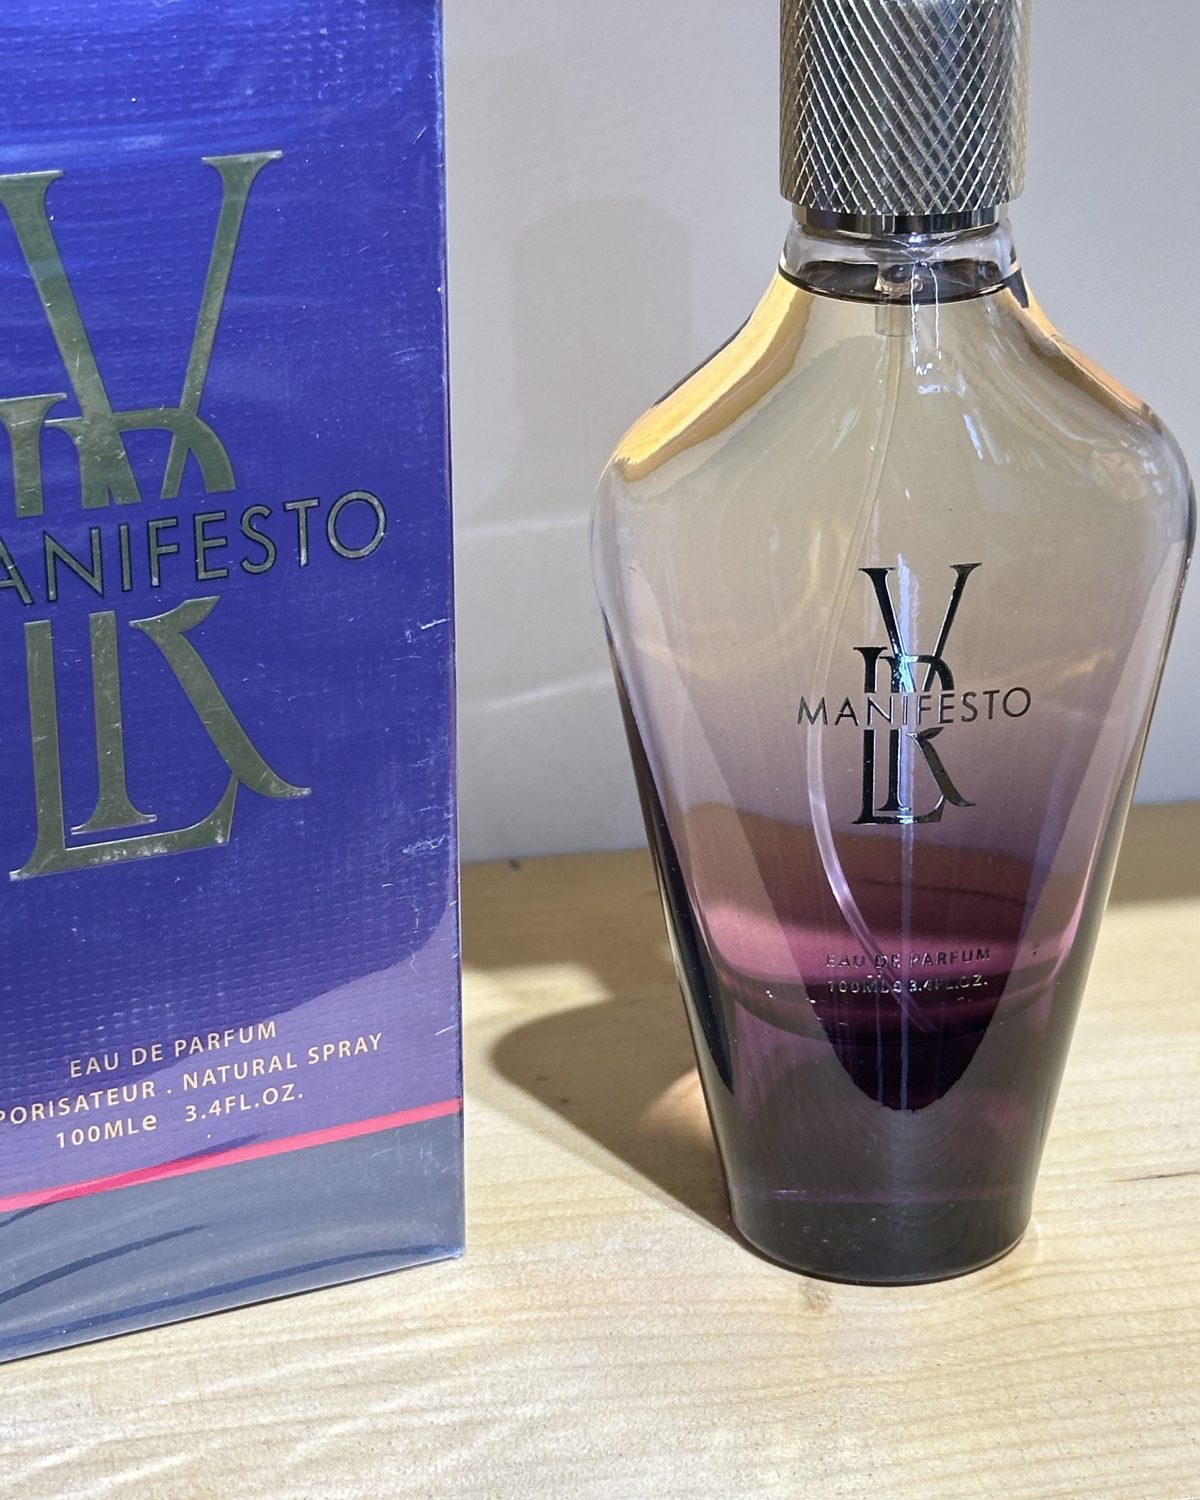 ANIFESTO
EAU DE PARFUM
PORISATEUR . NATURAL SPRAY
100MLe 3.4FL.OZ.
MANIFESTO
EAU DE PARFUM
100MLe 3.4FL.OZ.